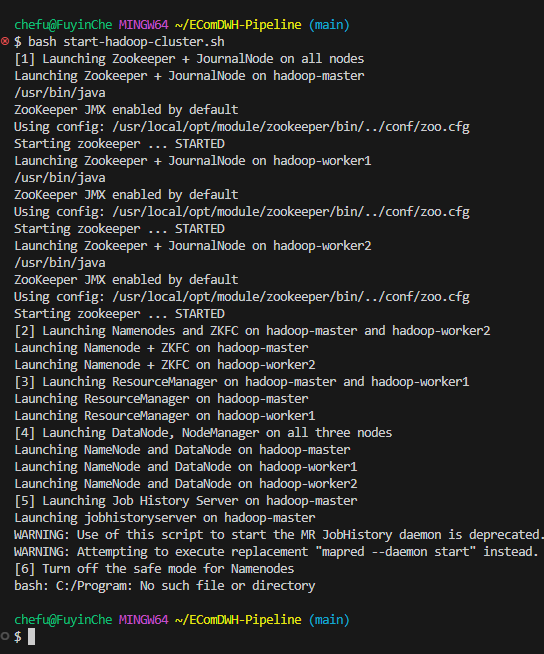 chefu@FuyinChe MINGW64 ~/EComDWH-Pipeline (main)
$ bash start-hadoop-cluster.sh
[1] Launching Zookeeper + JournalNode on all nodes
Launching Zookeeper + JournalNode on hadoop-master
/usr/bin/java
ZooKeeper JMX enabled by default
Using config: /usr/local/opt/module/zookeeper/bin/../conf/zoo.cfg
Starting zookeeper ... STARTED
Launching Zookeeper + JournalNode on hadoop-worker1
/usr/bin/java
ZooKeeper JMX enabled by default
Using config: /usr/local/opt/module/zookeeper/bin/../conf/zoo.cfg
Starting zookeeper ... STARTED
Launching Zookeeper + JournalNode on hadoop-worker2
/usr/bin/java
ZooKeeper JMX enabled by default
Using config: /usr/local/opt/module/zookeeper/bin/../conf/zoo.cfg
Starting zookeeper ... STARTED
[2] Launching Namenodes and ZKFC on hadoop-master and hadoop-worker2
Launching Namenode + ZKFC on hadoop-master
Launching Namenode + ZKFC on hadoop-worker2
[3] Launching ResourceManager on hadoop-master and hadoop-worker1
Launching ResourceManager on hadoop-master
Launching ResourceManager on hadoop-worker1
[4] Launching DataNode, NodeManager on all three nodes
Launching NameNode and DataNode on hadoop-master
Launching NameNode and DataNode on hadoop-worker1
Launching NameNode and DataNode on hadoop-worker2
[5] Launching Job History Server on hadoop-master
Launching jobhistoryserver on hadoop-master
WARNING: Use of this script to start the MR JobHistory daemon is deprecated.
WARNING: Attempting to execute replacement "mapred --daemon start" instead.
[6] Turn off the safe mode for Namenodes
bash: C:/Program: No such file or directory
chefu@FuyinChe MINGW64 ~/EComDWH-Pipeline (main)
$